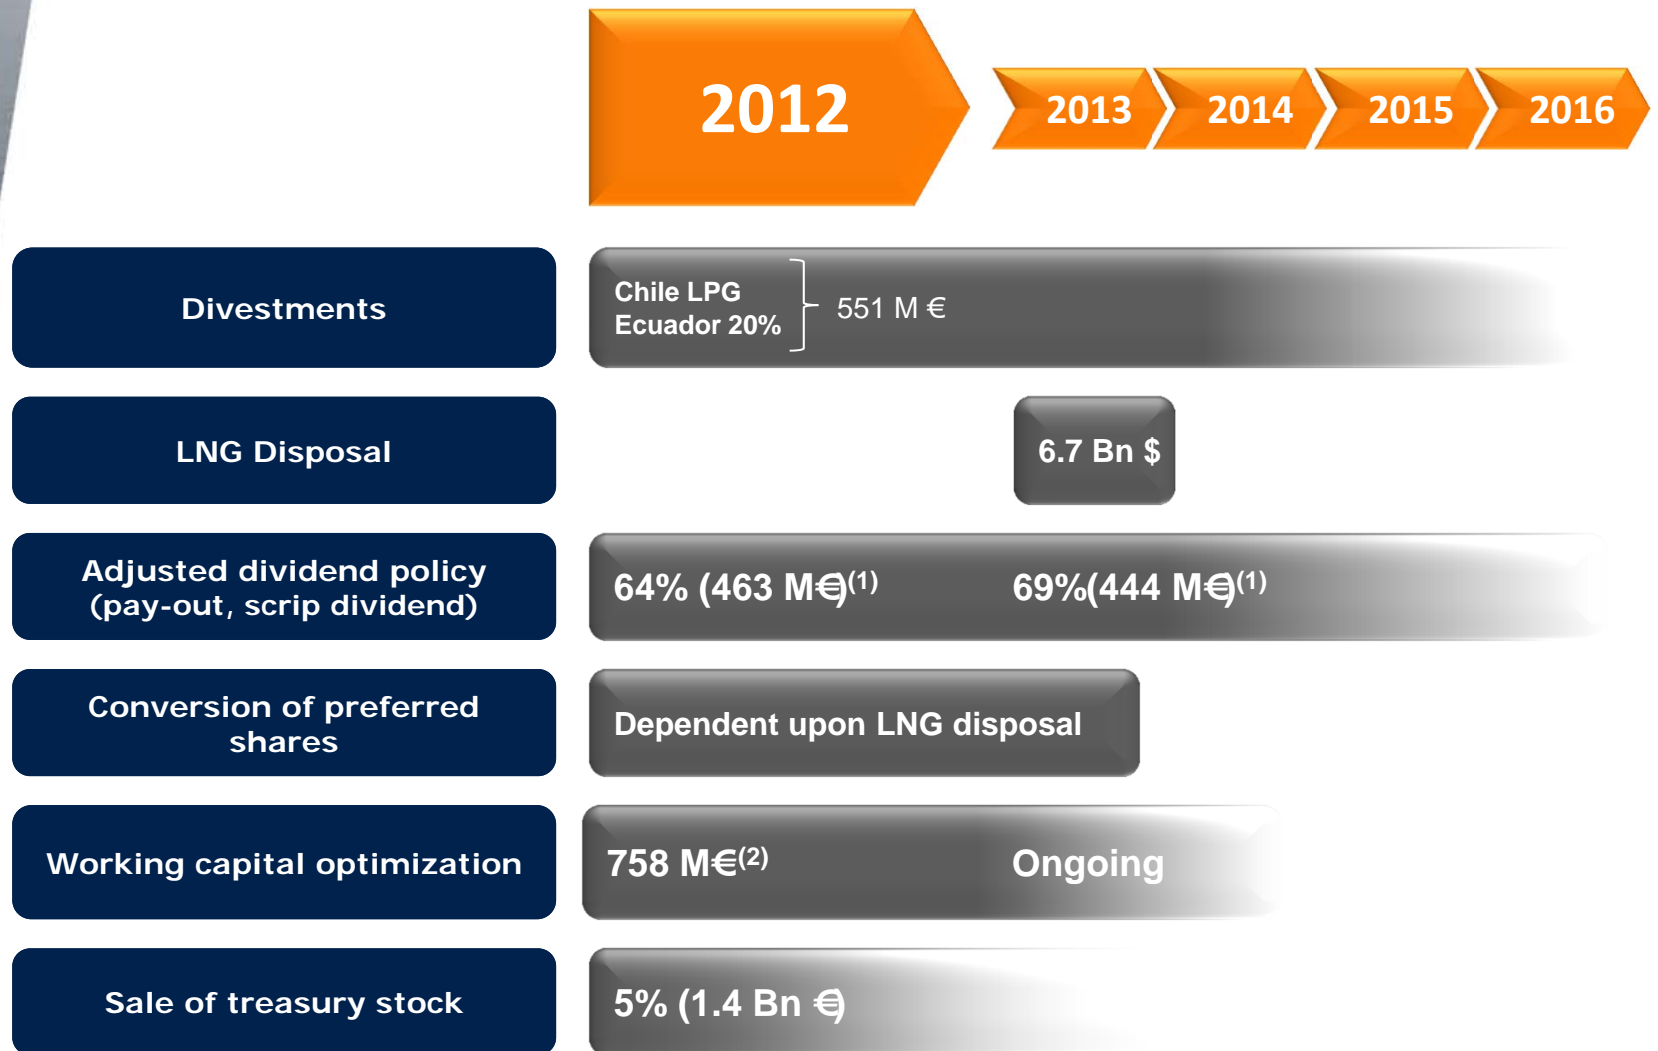 2012
2013
2014
2015
2016
Divestments
Chile LPG
Ecuador 20%
551 M €
LNG Disposal
6.7 Bn $
Adjusted dividend policy
(pay-out, scrip dividend)
64% (463 M€)(1)
69%(444 M€)(1)
Conversion of preferred
shares
Dependent upon LNG disposal
Working capital optimization
758 M€(2)
Ongoing
Sale of treasury stock
5% (1.4 Bn €)